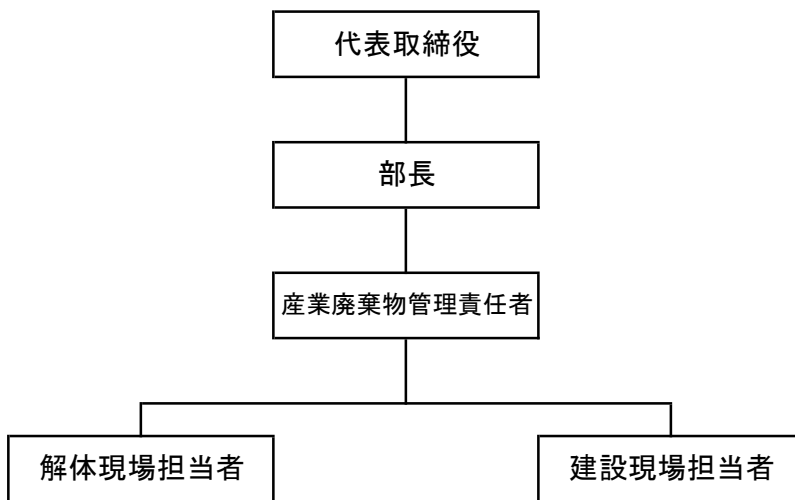 代表取締役
部長
産業廃棄物管理責任者
解体現場担当者
建設現場担当者